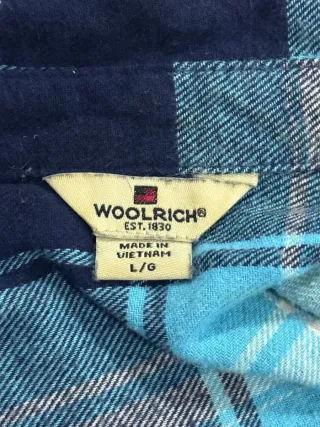 WOOLRICH®
EST. 1830
MADE IN
VIETNAM
L/G